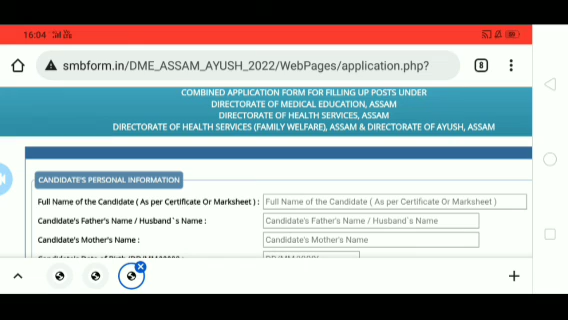 16:04
8
smbform.in/DME_ASSAM_AYUSH_2022/WebPages/application.php?
COMBINED APPLICATION FORM FOR FILLING UP POSTS UNDER
DIRECTORATE OF MEDICAL EDUCATION, ASSAM
DIRECTORATE OF HEALTH SERVICES, ASSAM
DIRECTORATE OF HEALTH SERVICES (FAMILY WELFARE), ASSAM & DIRECTORATE OF AYUSH, ASSAM
CANDIDATE'S PERSONAL INFORMATION
Full Name of the Candidate ( As per Certificate Or Marksheet ) : Full Name of the Candidate ( As per Certificate Or Marksheet )
Candidate's Father's Name / Husband`s Name : Candidate's Father's Name / Husband`s Name
Candidate's Mother's Name : Candidate's Mother's Name